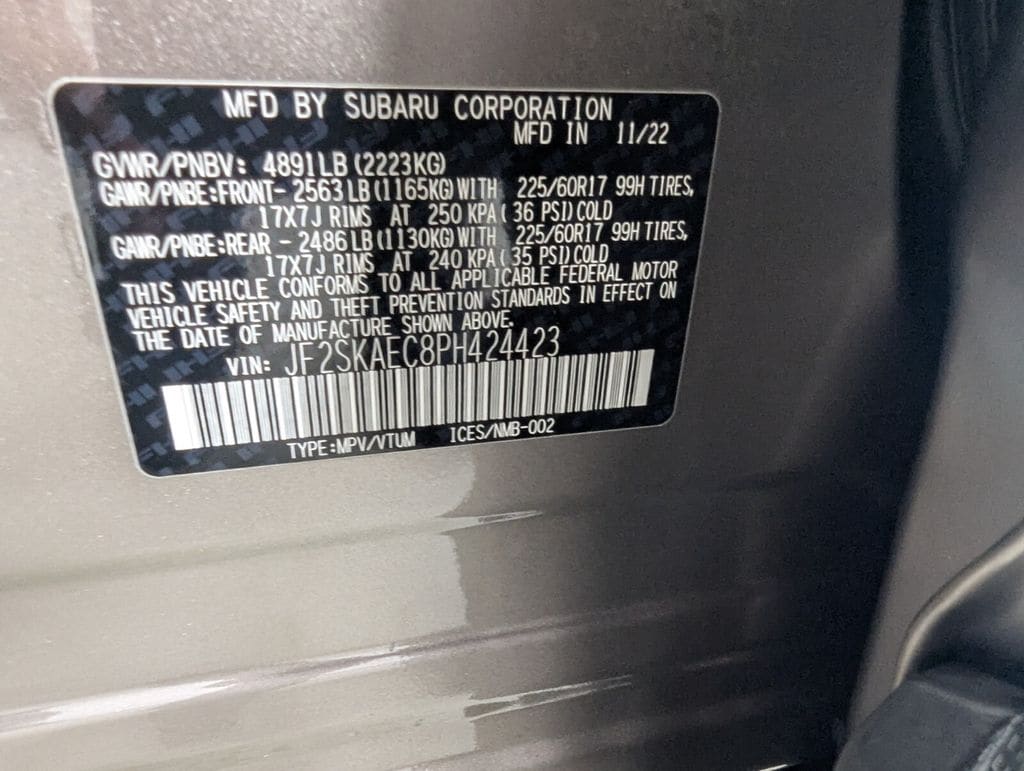 MFD BY SUBARU CORPORATION
MFD IN 11/22
GVWR/PNBV: 4891LB (2223KG)
GAWR/PNBE:FRONT- 2563LB(1165KG)WITH 225/60R17 99H TIRES,
17X7J RIMS AT 250 KPA( 36 PSI)COLD
GAWR/PNBE:REAR - 2486LB(1130KG)WITH 225/60R17 99H TIRES,
17X7J RIMS AT 240 KPA( 35 PSI)COLD
THIS VEHICLE CONFORMS TO ALL APPLICABLE FEDERAL MOTOR
VEHICLE SAFETY AND THEFT PREVENTION STANDARDS IN EFFECT ON
THE DATE OF MANUFACTURE SHOWN ABOVE.
VIN: JF2SKAEC8PH424423
TYPE:MPV/VTUM ICES/NMB-002